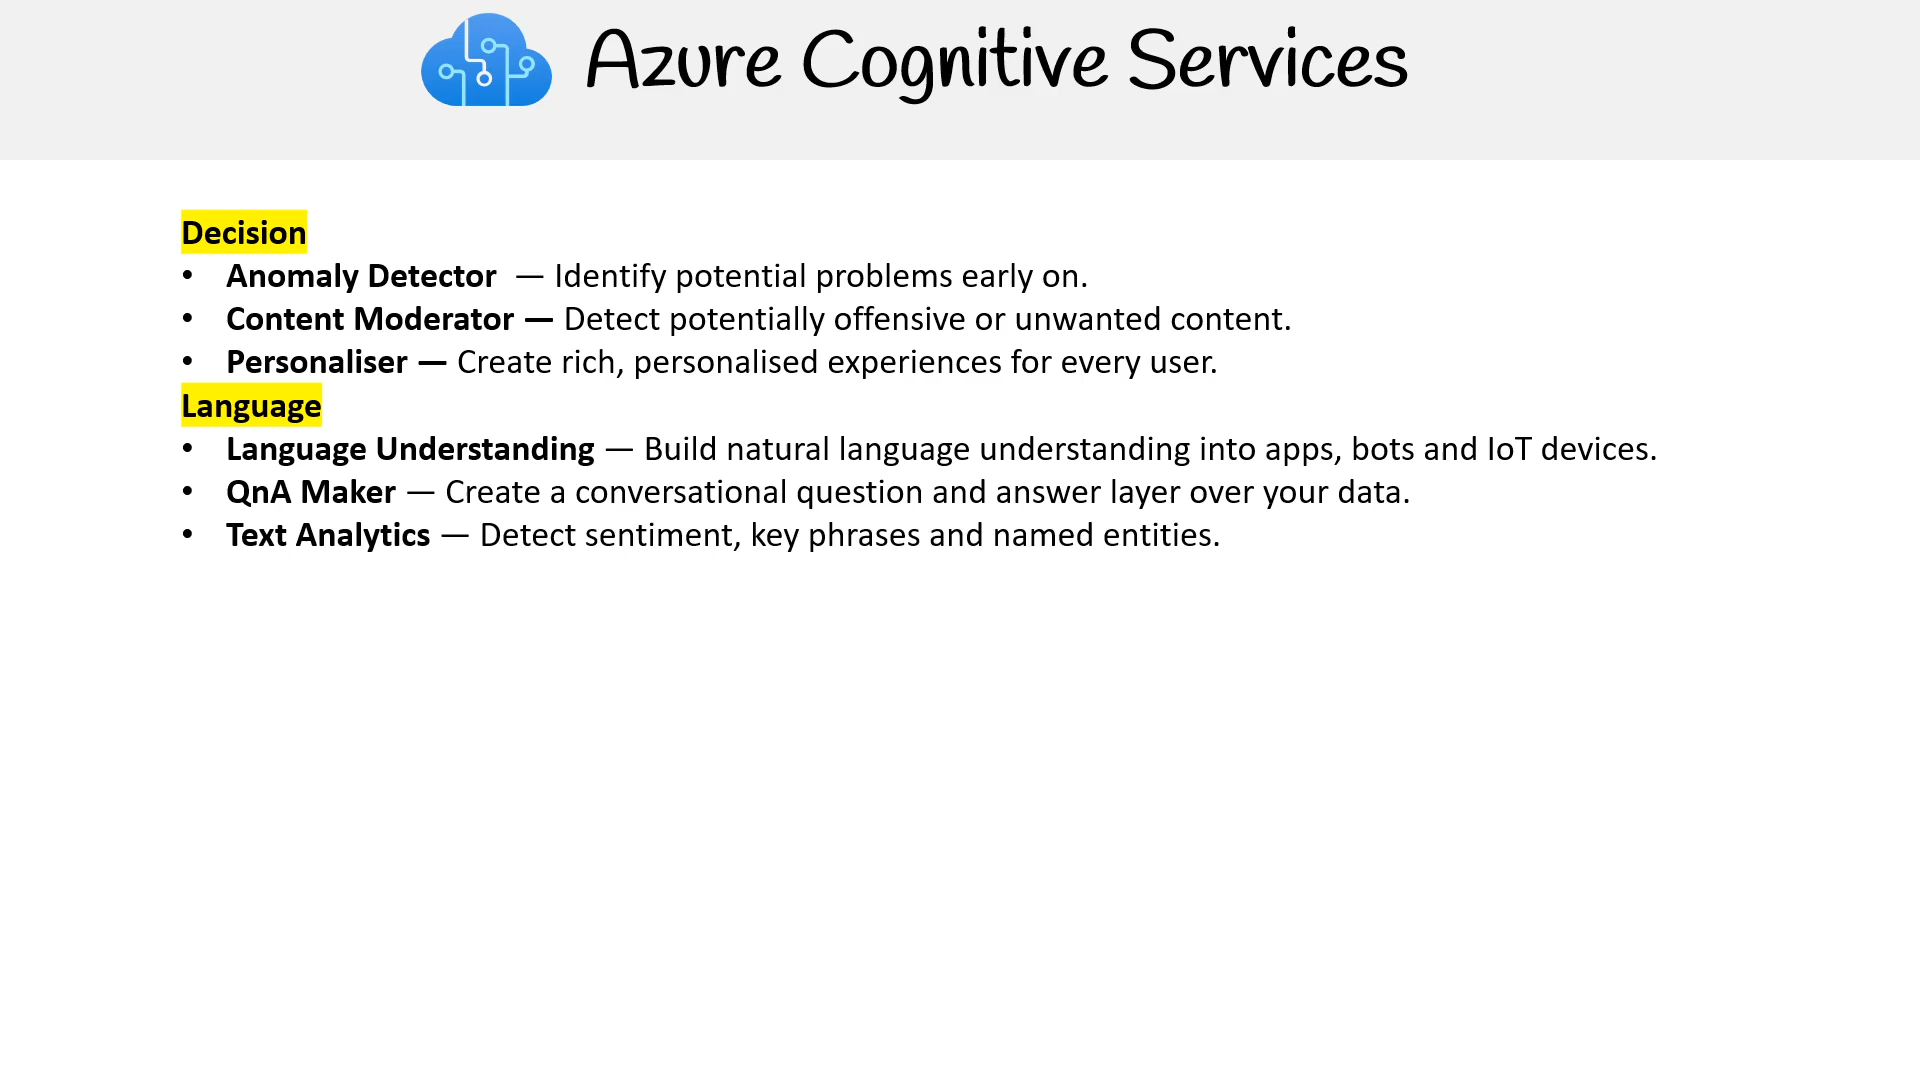 Azure Cognitive Services
Decision
• Anomaly Detector — Identify potential problems early on.
• Content Moderator — Detect potentially offensive or unwanted content.
• Personaliser — Create rich, personalised experiences for every user.
Language
• Language Understanding — Build natural language understanding into apps, bots and IoT devices.
• QnA Maker — Create a conversational question and answer layer over your data.
• Text Analytics — Detect sentiment, key phrases and named entities.